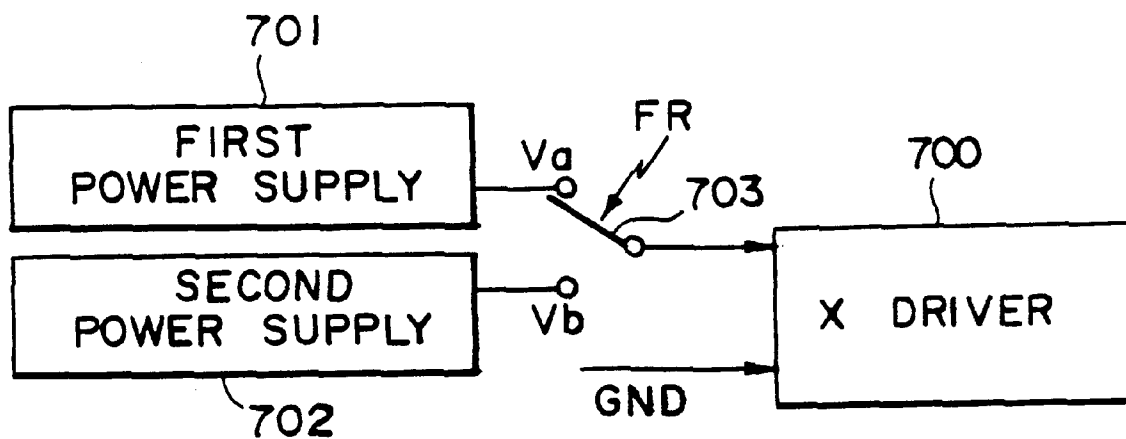 701
FIRST
POWER SUPPLY
Va
FR
703
700
X DRIVER
SECOND
POWER SUPPLY
Vb
GND
702